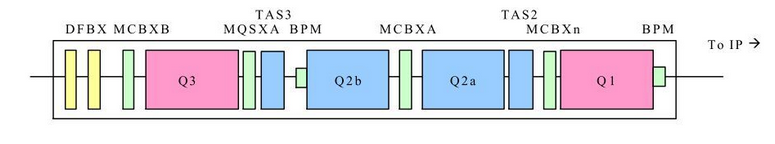 TAS3 TAS2
DFBX MCBXB MQSXA BPM MCBXA MCBXn BPM
To IP →
Q3 Q2b Q2a Q1